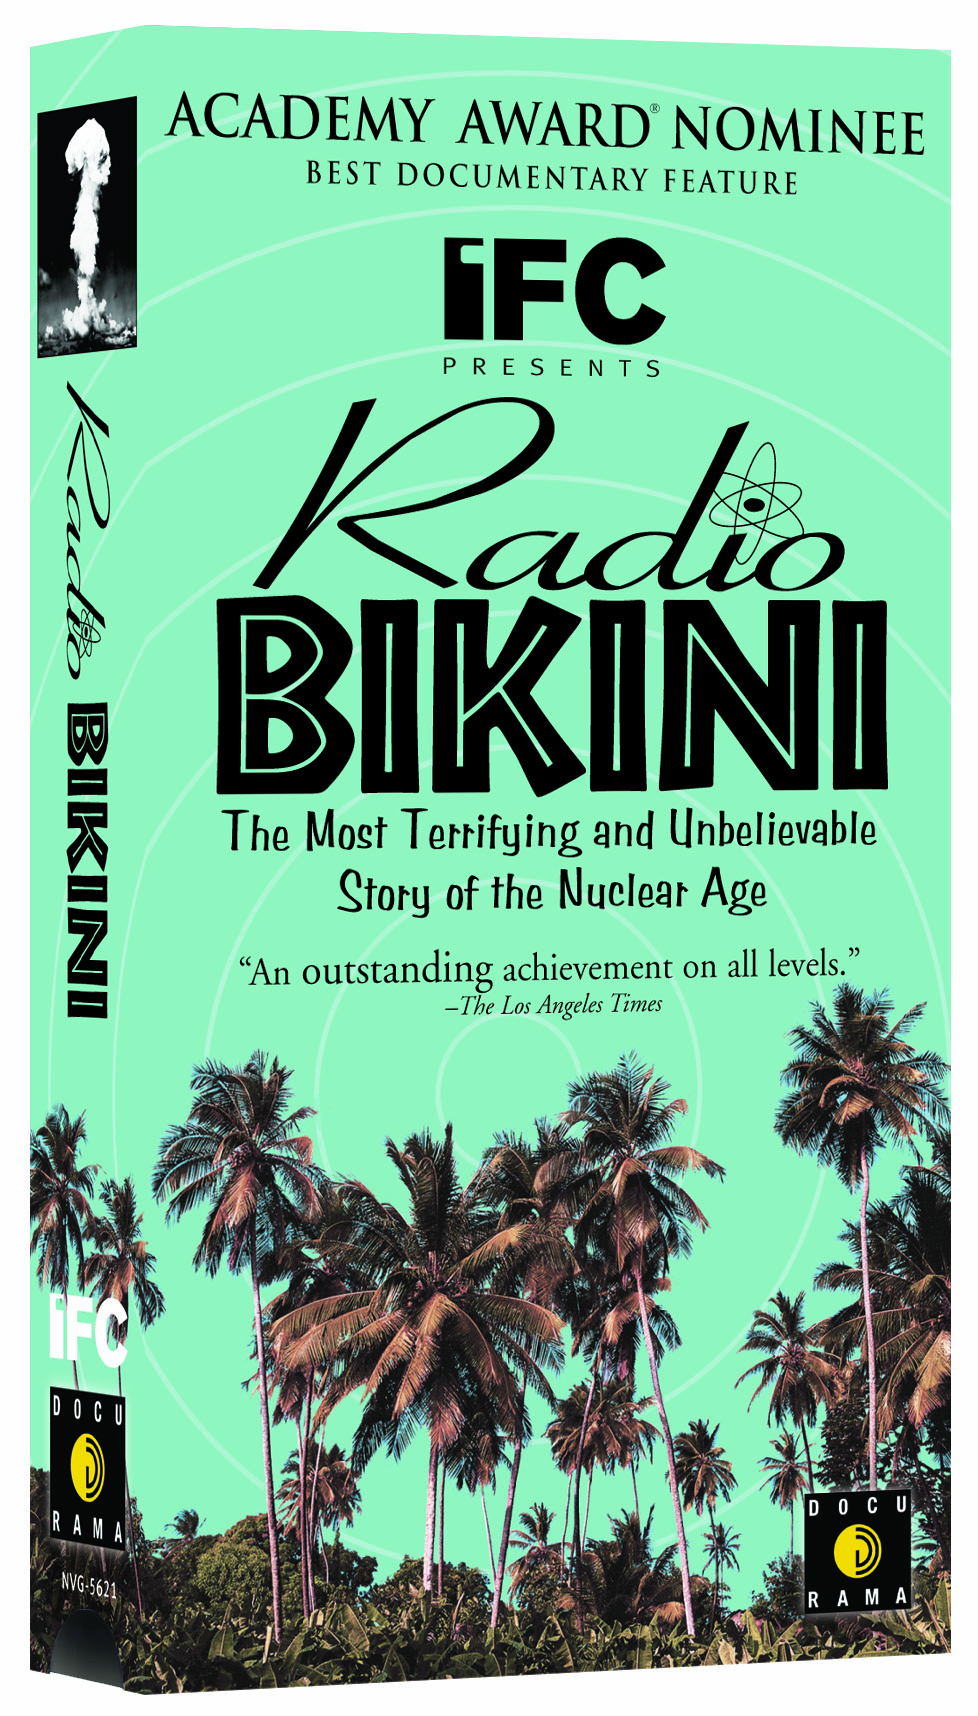 ACADEMY AWARD® NOMINEE
BEST DOCUMENTARY FEATURE
iFC
PRESENTS
Radio
BIKINI
The Most Terrifying and Unbelievable
Story of the Nuclear Age
“An outstanding achievement on all levels.”
–The Los Angeles Times
DOCU
RAMA
Radio BIKINI
iFC
DOCU
RAMA
NVG-5621